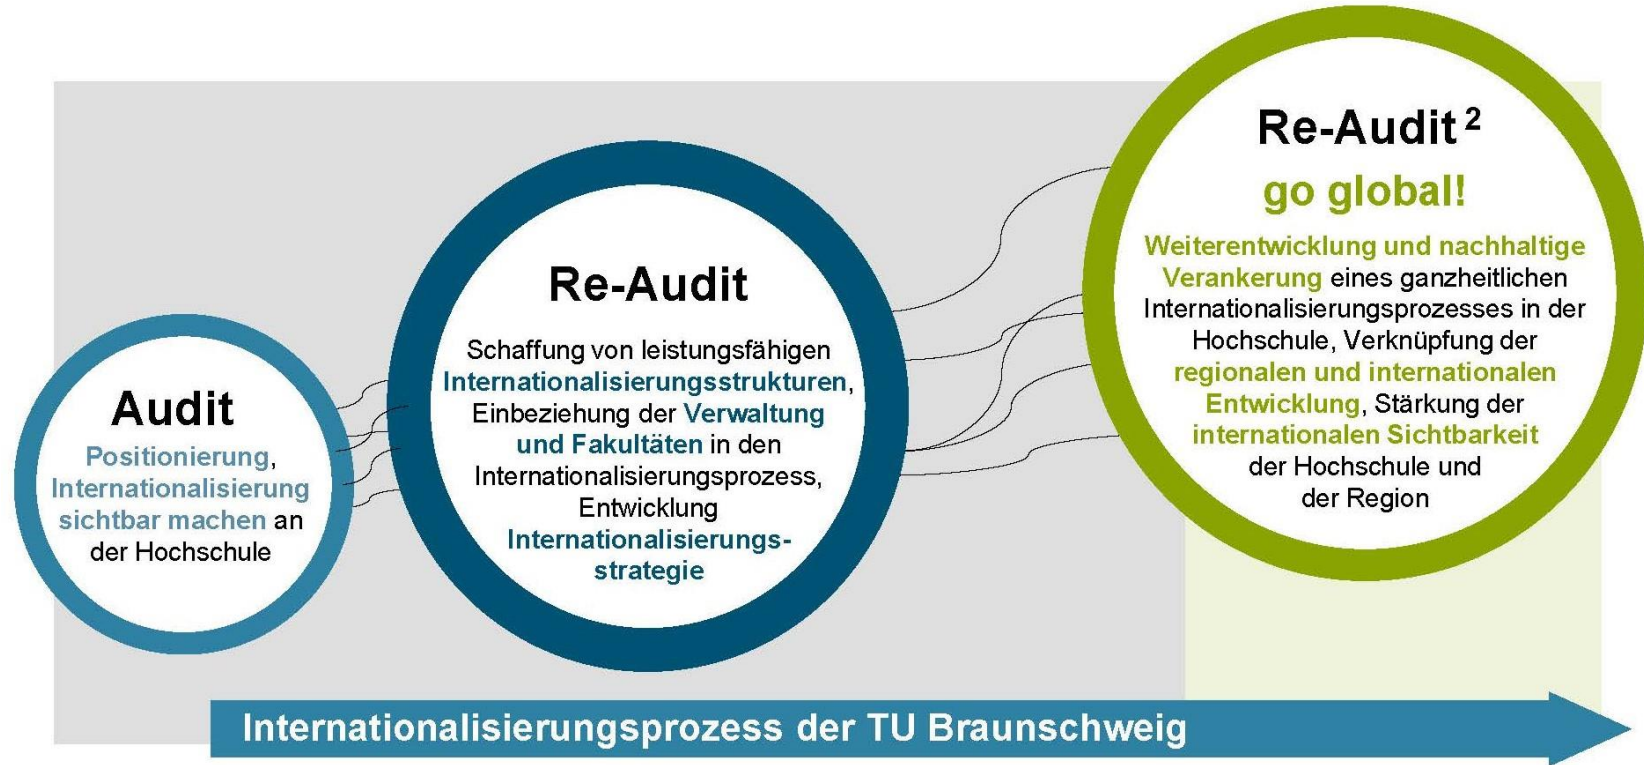 Audit
Positionierung,
Internationalisierung
sichtbar machen an
der Hochschule
Re-Audit
Schaffung von leistungsfähigen
Internationalisierungsstrukturen,
Einbeziehung der Verwaltung
und Fakultäten in den
Internationalisierungsprozess,
Entwicklung
Internationalisierungs-
strategie
Re-Audit ²
go global!
Weiterentwicklung und nachhaltige
Verankerung eines ganzheitlichen
Internationalisierungsprozesses in der
Hochschule, Verknüpfung der
regionalen und internationalen
Entwicklung, Stärkung der
internationalen Sichtbarkeit
der Hochschule und
der Region
Internationalisierungsprozess der TU Braunschweig